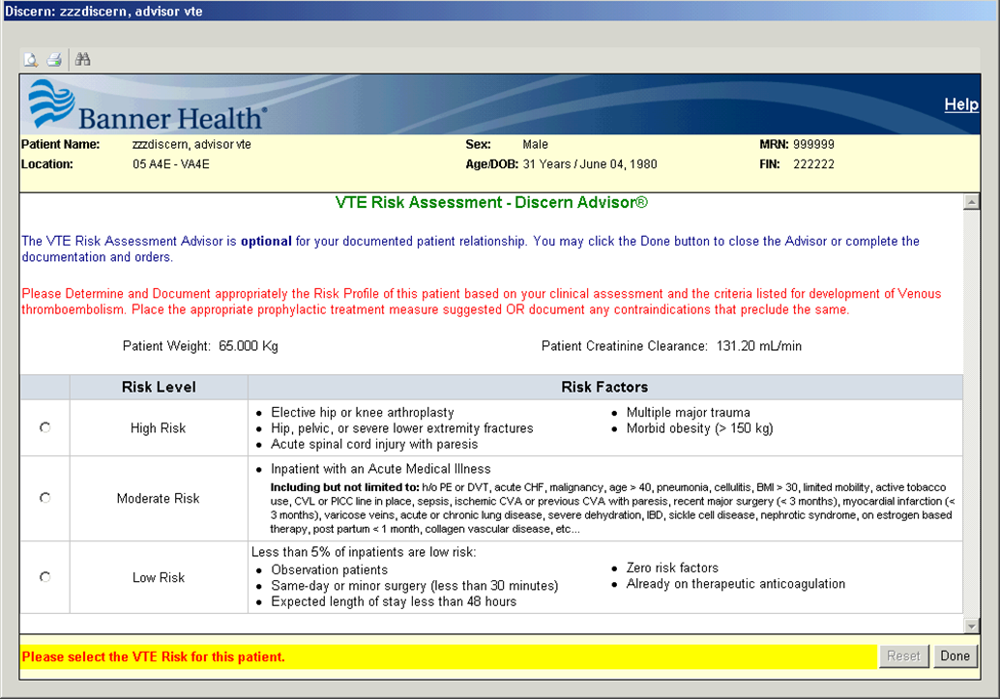 Discern: zzzdiscern, advisor vte
Banner Health®
Help
Patient Name: zzzdiscern, advisor vte Sex: Male MRN: 999999
Location: 05 A4E - VA4E Age/DOB: 31 Years / June 04, 1980 FIN: 222222
VTE Risk Assessment - Discern Advisor®
The VTE Risk Assessment Advisor is optional for your documented patient relationship. You may click the Done button to close the Advisor or complete the
documentation and orders.
Please Determine and Document appropriately the Risk Profile of this patient based on your clinical assessment and the criteria listed for development of Venous
thromboembolism. Place the appropriate prophylactic treatment measure suggested OR document any contraindications that preclude the same.
Patient Weight: 65.000 Kg Patient Creatinine Clearance: 131.20 mL/min
Risk Level Risk Factors
High Risk
• Elective hip or knee arthroplasty
• Hip, pelvic, or severe lower extremity fractures
• Acute spinal cord injury with paresis
• Multiple major trauma
• Morbid obesity (> 150 kg)
Moderate Risk
• Inpatient with an Acute Medical Illness
Including but not limited to: h/o PE or DVT, acute CHF, malignancy, age > 40, pneumonia, cellulitis, BMI > 30, limited mobility, active tobacco
use, CVL or PICC line in place, sepsis, ischemic CVA or previous CVA with paresis, recent major surgery (< 3 months), myocardial infarction (<
3 months), varicose veins, acute or chronic lung disease, severe dehydration, IBD, sickle cell disease, nephrotic syndrome, on estrogen based
therapy, post partum < 1 month, collagen vascular disease, etc...
Low Risk
Less than 5% of inpatients are low risk:
• Observation patients
• Same-day or minor surgery (less than 30 minutes)
• Expected length of stay less than 48 hours
• Zero risk factors
• Already on therapeutic anticoagulation
Please select the VTE Risk for this patient.
Reset Done